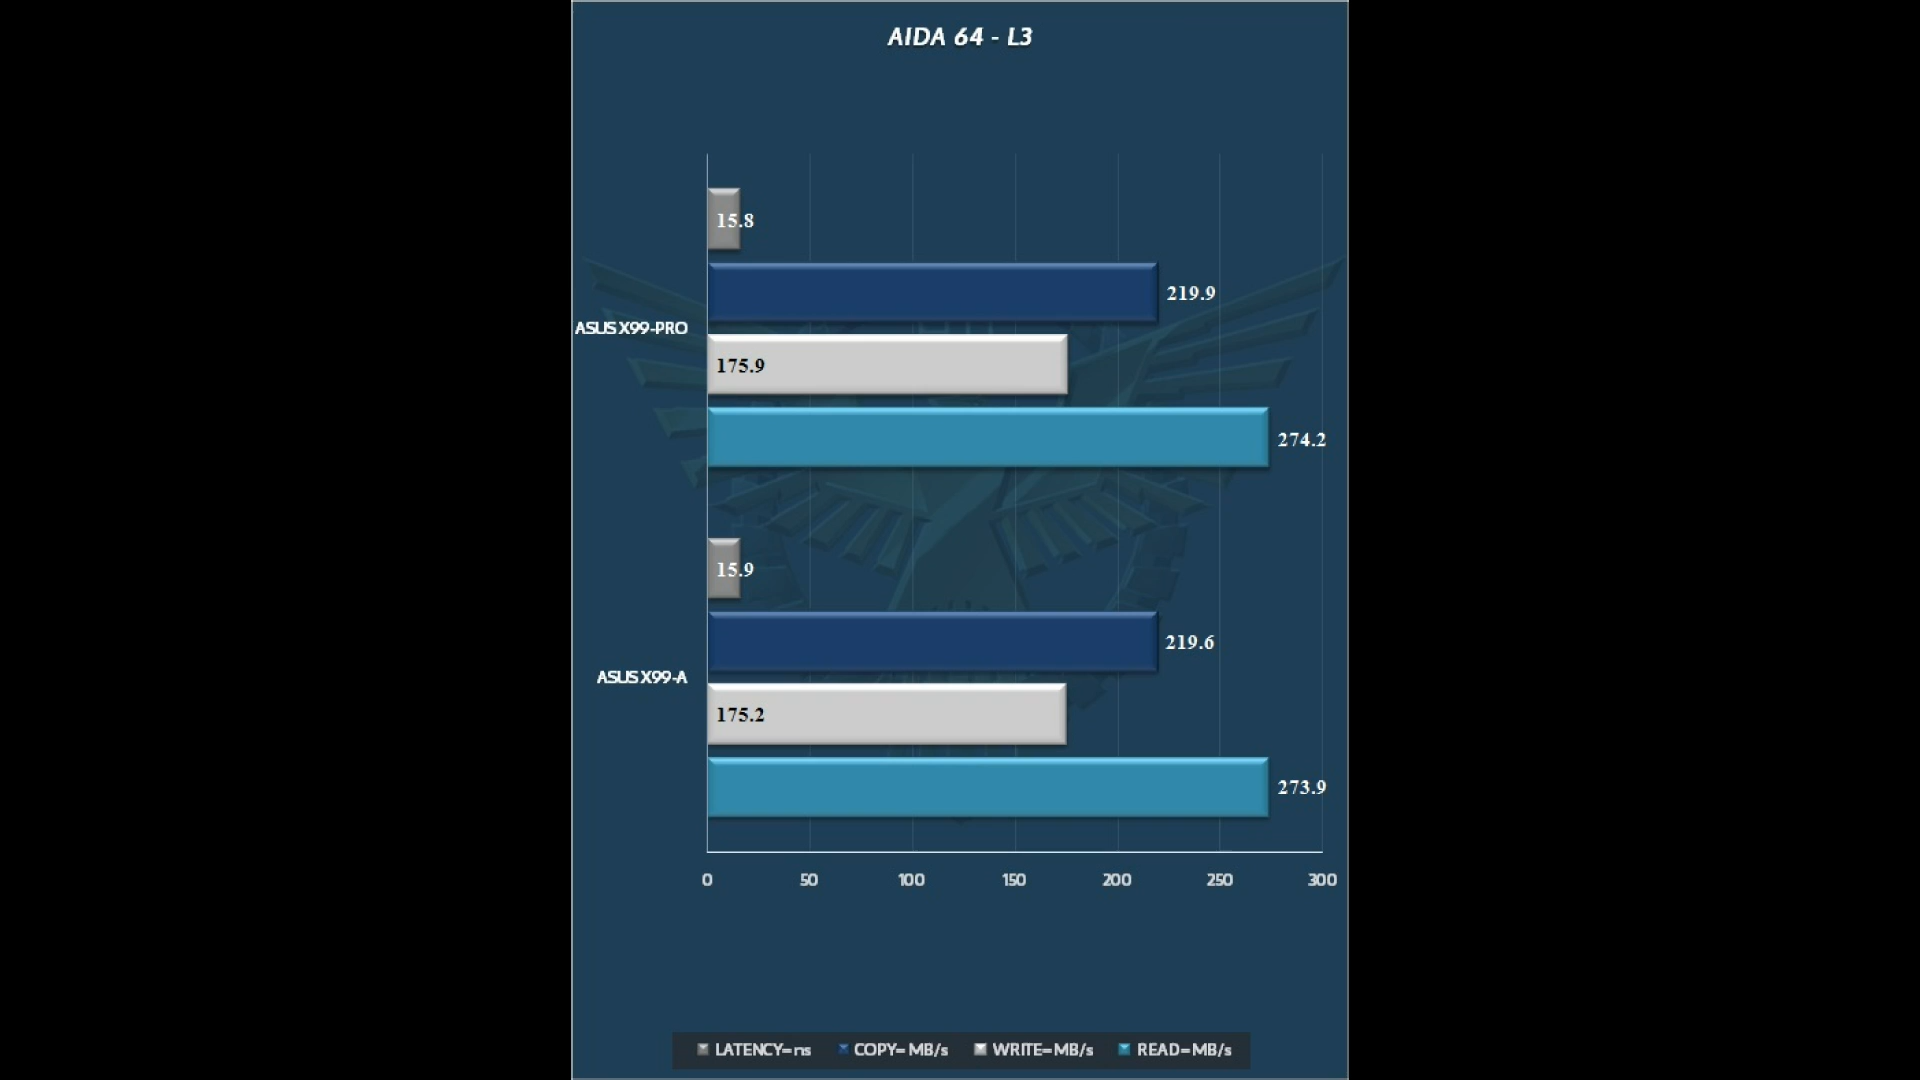 AIDA 64 - L3
15.8
219.9
ASUS X99-PRO
175.9
274.2
15.9
219.6
ASUS X99-A
175.2
273.9
0 50 100 150 200 250 300
LATENCY=ns COPY=MB/s WRITE=MB/s READ=MB/s